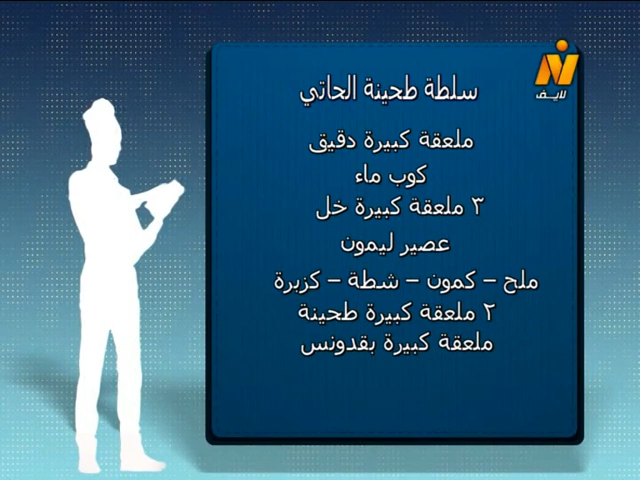 لايف
سلطة طحينة الحاتي
ملعقة كبيرة دقيق
كوب ماء
٣ ملعقة كبيرة خل
عصير ليمون
ملح – كمون – شطة – كزبرة
٢ ملعقة كبيرة طحينة
ملعقة كبيرة بقدونس